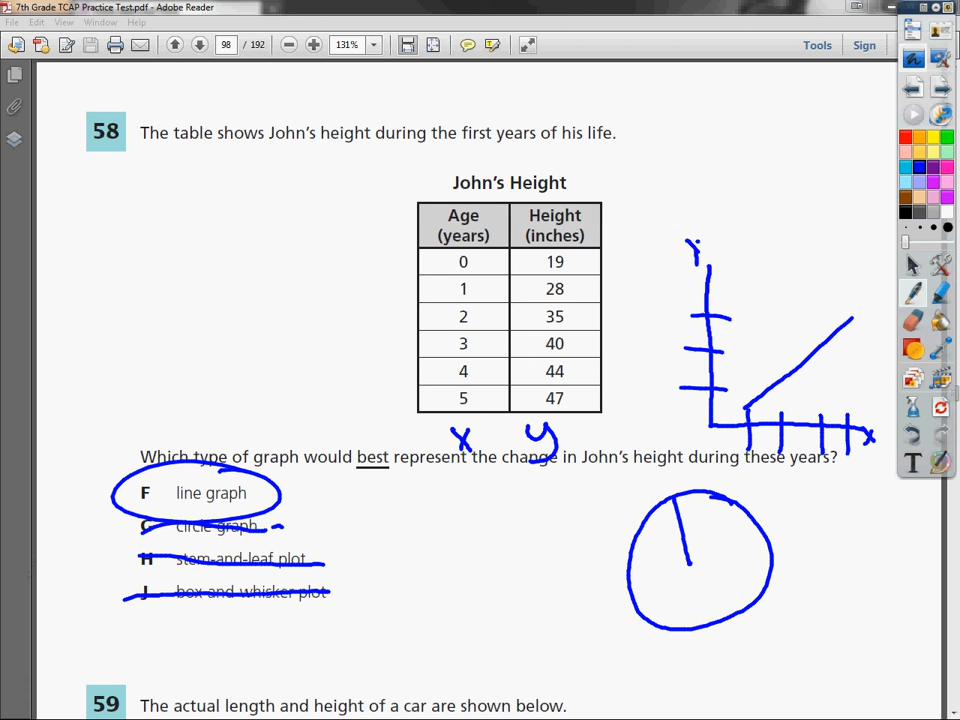 7th Grade TCAP Practice Test.pdf - Adobe Reader
File Edit View Window Help
98 / 192 131% Tools Sign
58 The table shows John's height during the first years of his life.
John's Height
Age (years) Height (inches)
0 19
1 28
2 35
3 40
4 44
5 47
x y
Y
x
Which type of graph would best represent the change in John's height during these years?
F line graph
G circle graph
H stem-and-leaf plot
J box-and-whisker plot
59 The actual length and height of a car are shown below.
T